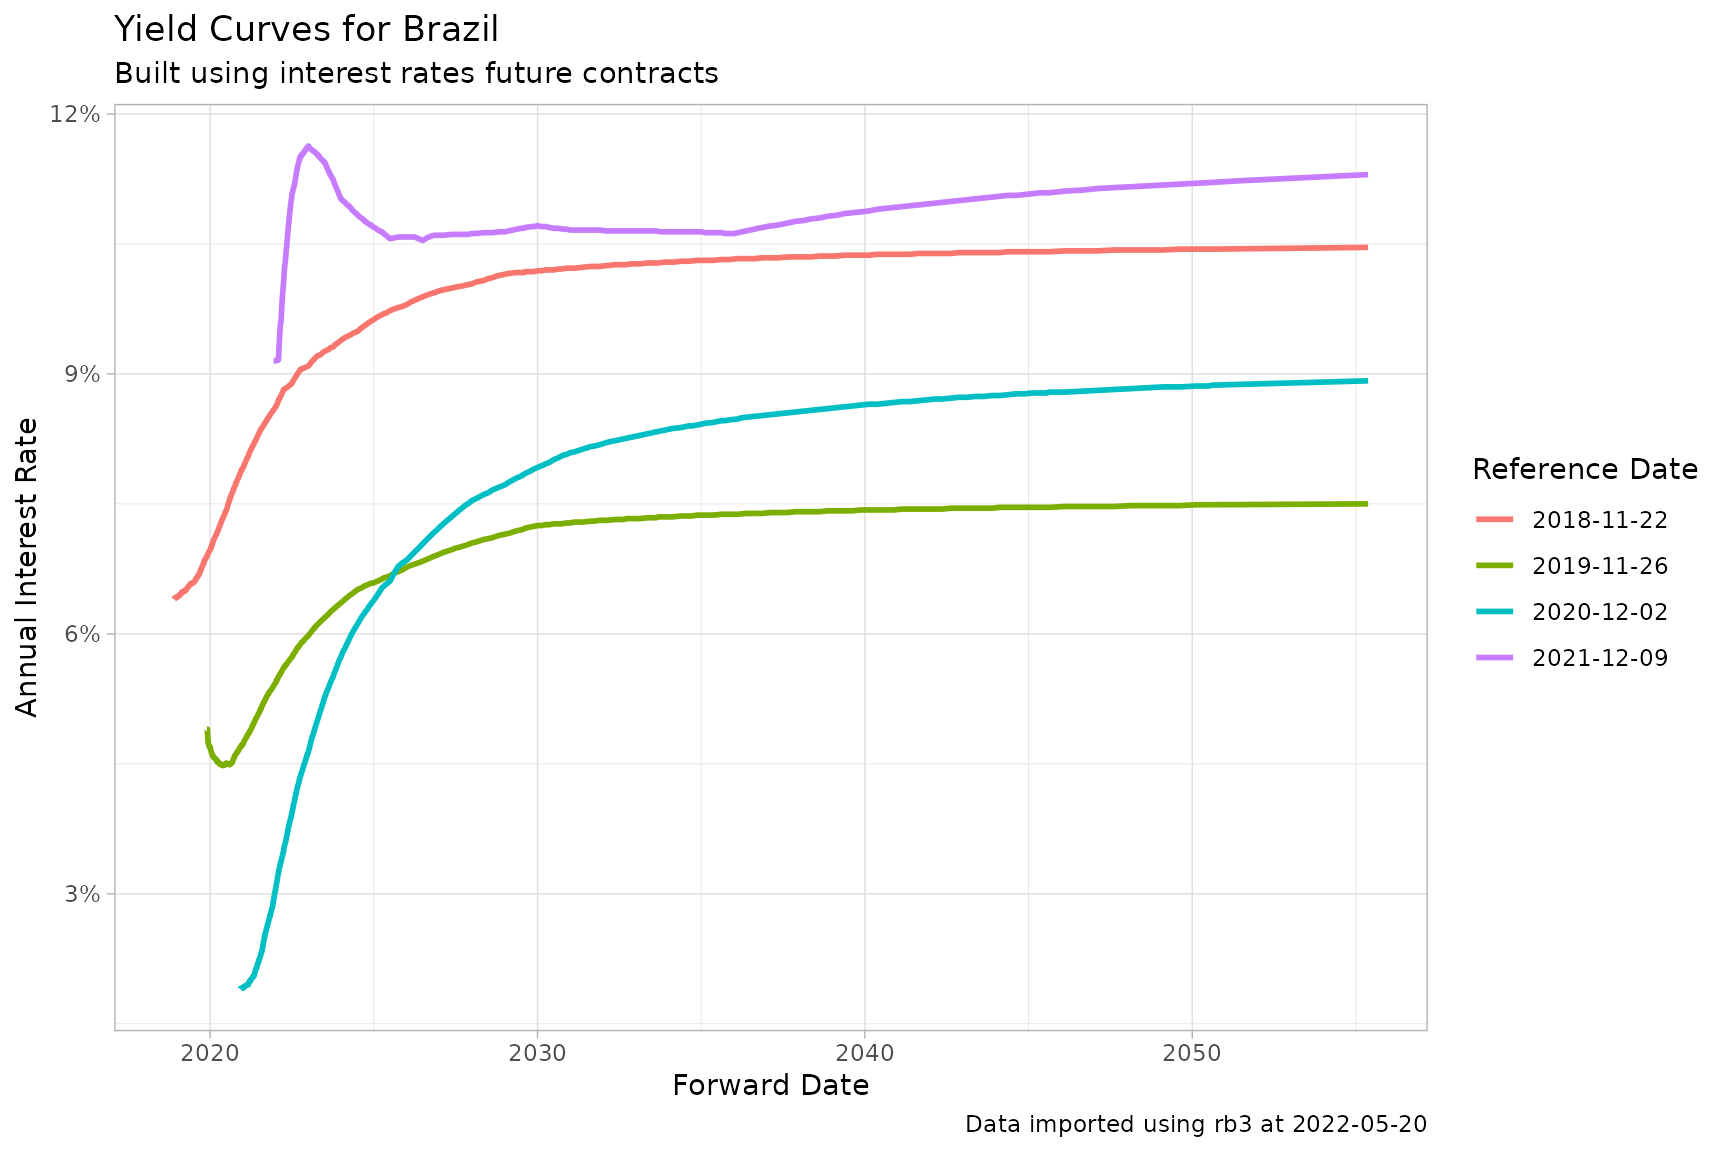 Yield Curves for Brazil
Built using interest rates future contracts
12%
9%
6%
3%
Annual Interest Rate
2020
2030
2040
2050
Forward Date
Reference Date
2018-11-22
2019-11-26
2020-12-02
2021-12-09
Data imported using rb3 at 2022-05-20